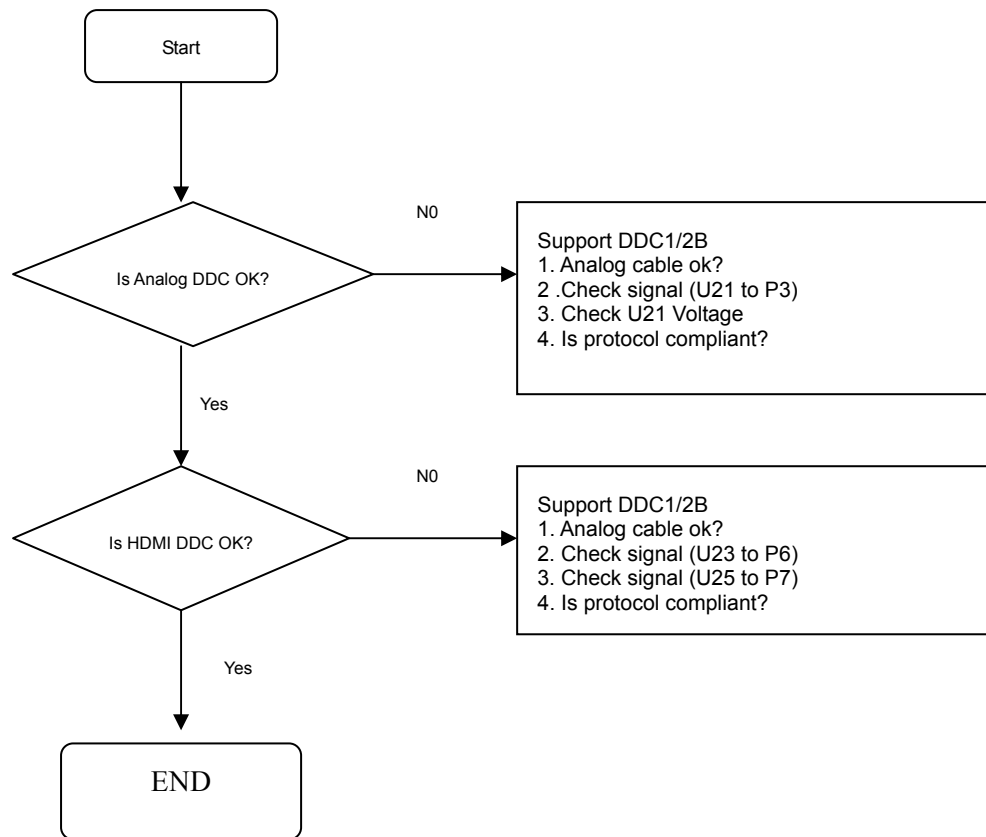 Start
Is Analog DDC OK?
N0
Support DDC1/2B
1. Analog cable ok?
2 .Check signal (U21 to P3)
3. Check U21 Voltage
4. Is protocol compliant?
Yes
Is HDMI DDC OK?
N0
Support DDC1/2B
1. Analog cable ok?
2. Check signal (U23 to P6)
3. Check signal (U25 to P7)
4. Is protocol compliant?
Yes
END